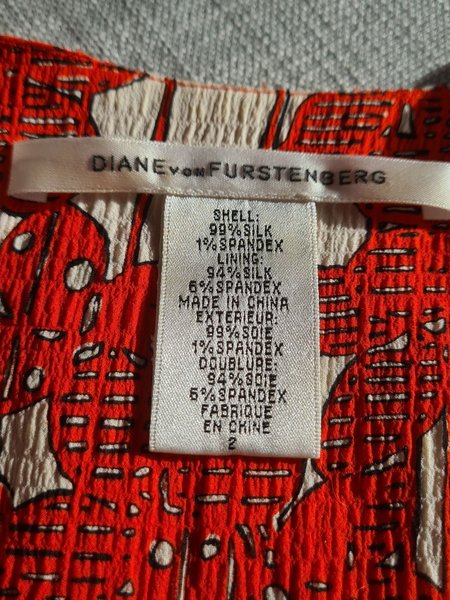 DIANE VON FURSTENBERG
SHELL:
99%SILK
1%SPANDEX
LINING:
94%SILK
6%SPANDEX
MADE IN CHINA
EXTERIEUR:
99%SOIE
1%SPANDEX
DOUBLURE:
94%SOIE
6%SPANDEX
FABRIQUE
EN CHINE
2